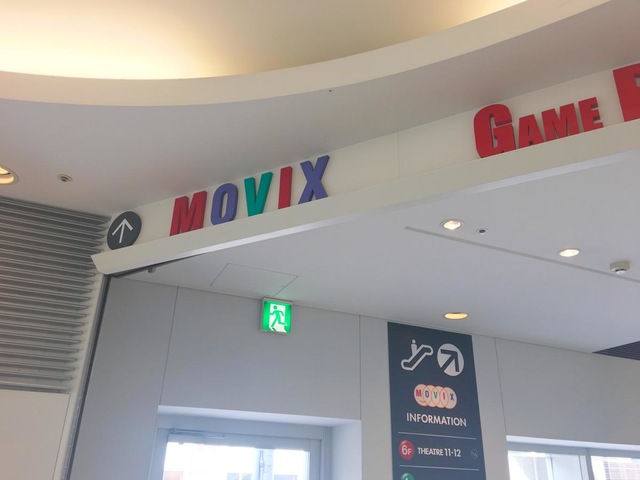 MOVIX
GAME
MOVIX
INFORMATION
6F THEATRE 11-12